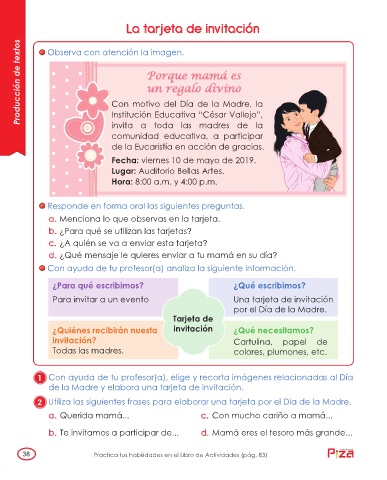 La tarjeta de invitación
Producción de textos
Observa con atención la imagen.
Porque mamá es
un regalo divino
Con motivo del Día de la Madre, la
Institución Educativa “César Vallejo”,
invita a toda las madres de la
comunidad educativa, a participar
de la Eucaristía en acción de gracias.
Fecha: viernes 10 de mayo de 2019.
Lugar: Auditorio Bellas Artes.
Hora: 8:00 a.m. y 4:00 p.m.
Responde en forma oral las siguientes preguntas.
a. Menciona lo que observas en la tarjeta.
b. ¿Para qué se utilizan las tarjetas?
c. ¿A quién se va a enviar esta tarjeta?
d. ¿Qué mensaje le quieres enviar a tu mamá en su día?
Con ayuda de tu profesor(a) analiza la siguiente información.
¿Para qué escribimos?
Para invitar a un evento
¿Qué escribimos?
Una tarjeta de invitación
por el Día de la Madre.
Tarjeta de
invitación
¿Quiénes recibirán nuesta
invitación?
Todas las madres.
¿Qué necesitamos?
Cartulina, papel de
colores, plumones, etc.
1 Con ayuda de tu profesor(a), elige y recorta imágenes relacionadas al Día
de la Madre y elabora una tarjeta de invitación.
2 Utiliza las siguientes frases para elaborar una tarjeta por el Día de la Madre.
a. Querida mamá...
c. Con mucho cariño a mamá...
b. Te invitamos a participar de...
d. Mamá eres el tesoro más grande...
38
Practica tus habilidades en el Libro de Actividades (pág. 83)
Piza